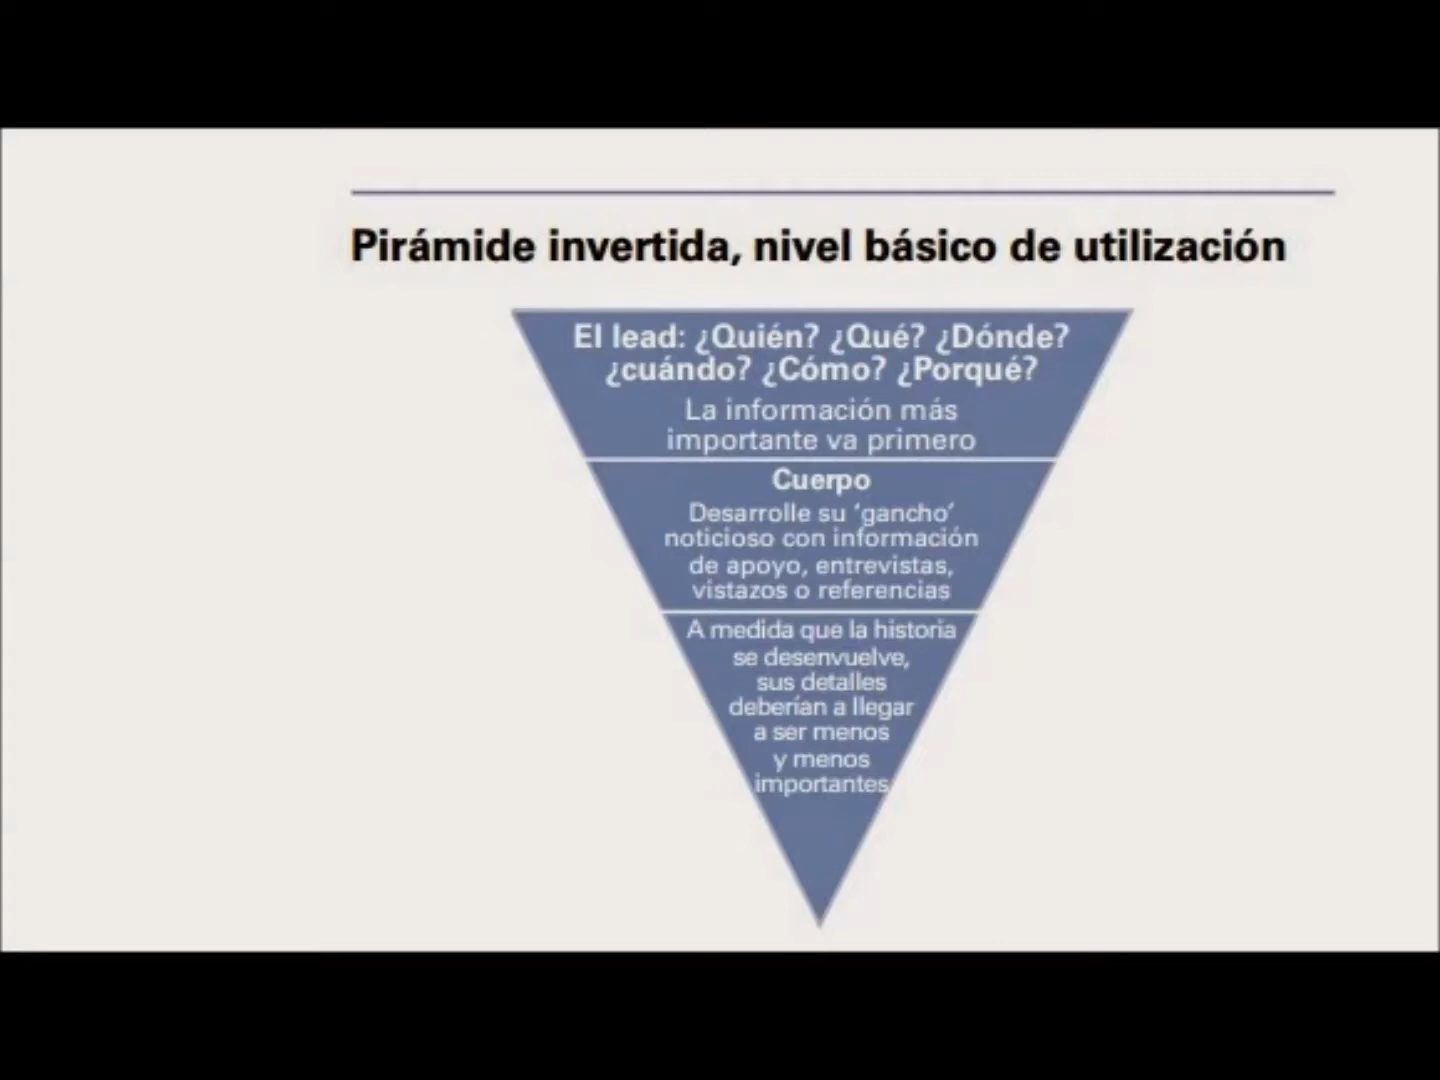 Pirámide invertida, nivel básico de utilización
El lead: ¿Quién? ¿Qué? ¿Dónde?
¿cuándo? ¿Cómo? ¿Porqué?
La información más
importante va primero
Cuerpo
Desarrolle su ‘gancho’
noticioso con información
de apoyo, entrevistas,
vistazos o referencias
A medida que la historia
se desenvuelve,
sus detalles
deberían a llegar
a ser menos
y menos
importantes